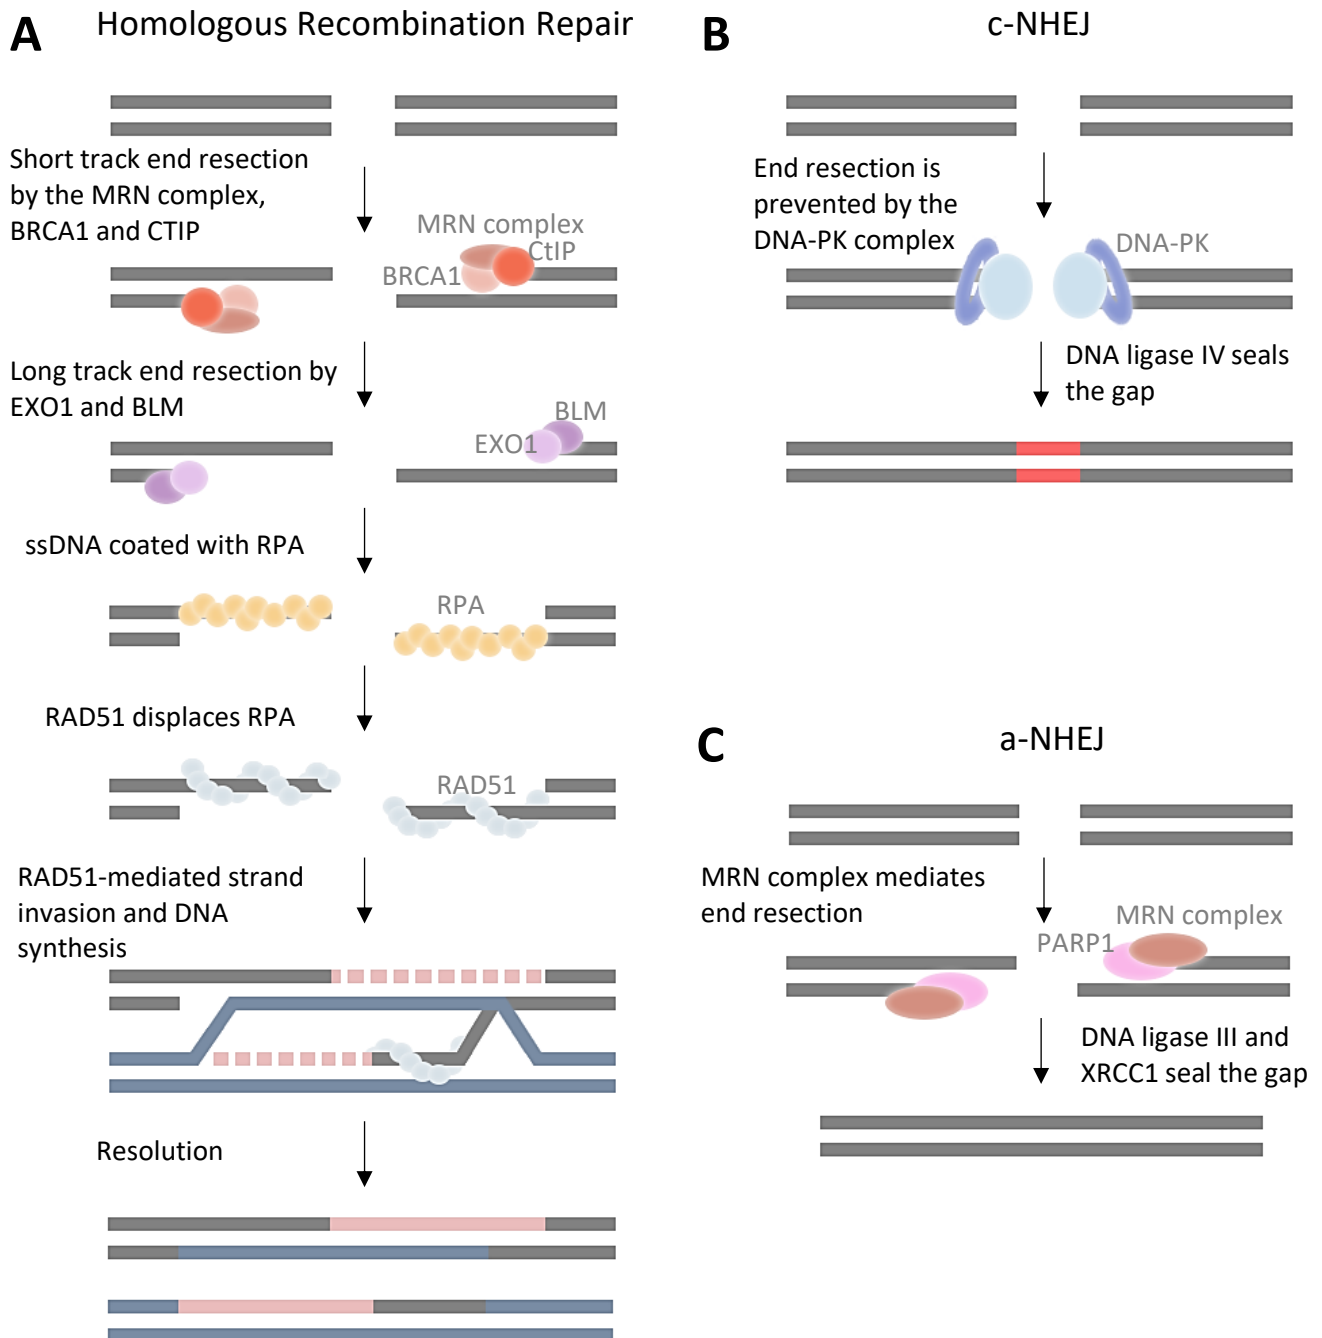 A
Homologous Recombination Repair
Short track end resection
by the MRN complex,
BRCA1 and CTIP
MRN complex
CtIP
BRCA1
Long track end resection by
EXO1 and BLM
BLM
EXO1
ssDNA coated with RPA
RPA
RAD51 displaces RPA
RAD51
RAD51-mediated strand
invasion and DNA
synthesis
Resolution
B
c-NHEJ
End resection is
prevented by the
DNA-PK complex
DNA-PK
DNA ligase IV seals
the gap
C
a-NHEJ
MRN complex mediates
end resection
MRN complex
PARP1
DNA ligase III and
XRCC1 seal the gap